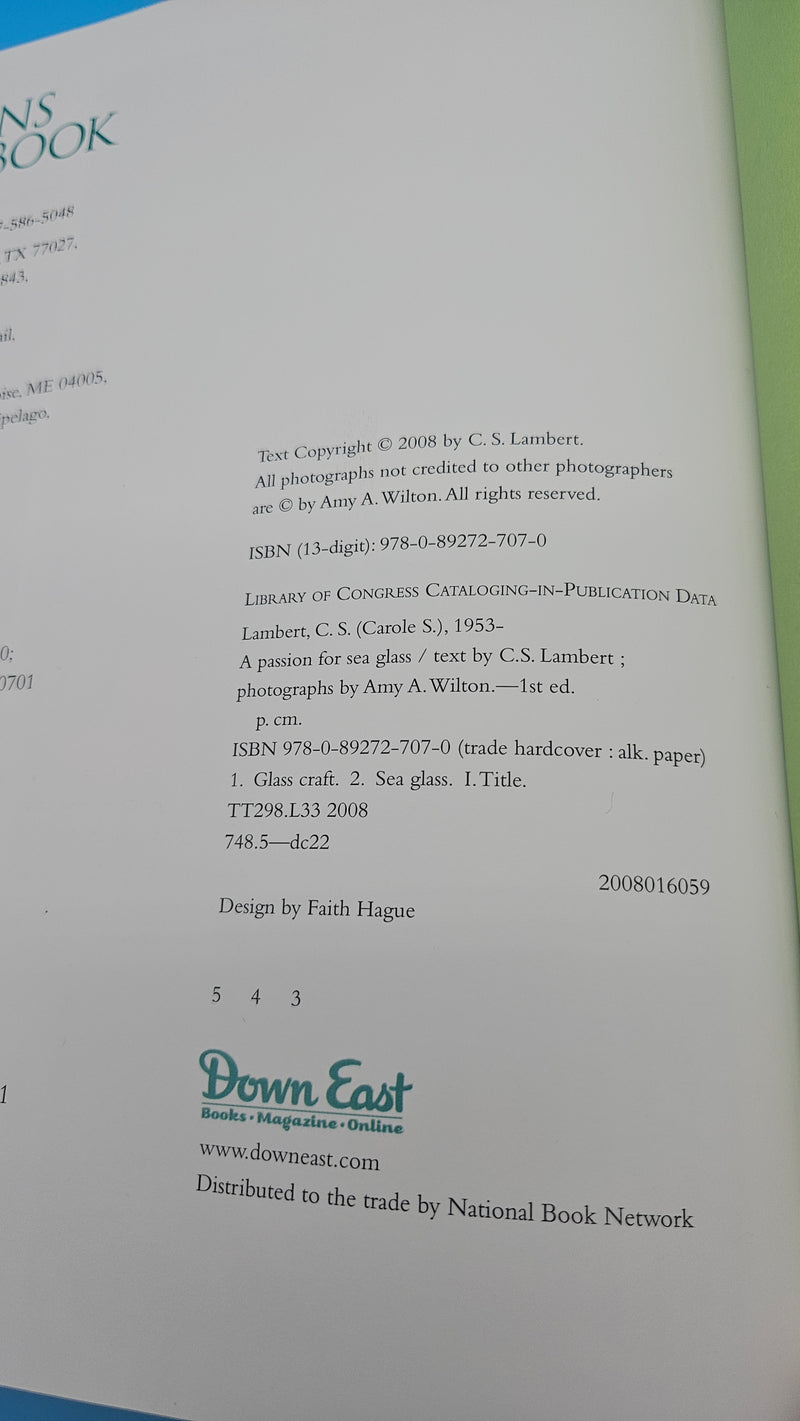 NS
BOOK
-586-5048
TX 77027,
843,
ail,
ME 04005,
pelago,
0;
0701
1
Text Copyright © 2008 by C. S. Lambert.
All photographs not credited to other photographers
are © by Amy A. Wilton. All rights reserved.
ISBN (13-digit): 978-0-89272-707-0
LIBRARY OF CONGRESS CATALOGING-IN-PUBLICATION DATA
Lambert, C. S. (Carole S.), 1953-
A passion for sea glass / text by C.S. Lambert ;
photographs by Amy A. Wilton.—1st ed.
p. cm.
ISBN 978-0-89272-707-0 (trade hardcover : alk. paper)
1. Glass craft. 2. Sea glass. I. Title.
TT298.L33 2008
748.5—dc22
2008016059
Design by Faith Hague
5 4 3
Down East
Books • Magazine • Online
www.downeast.com
Distributed to the trade by National Book Network